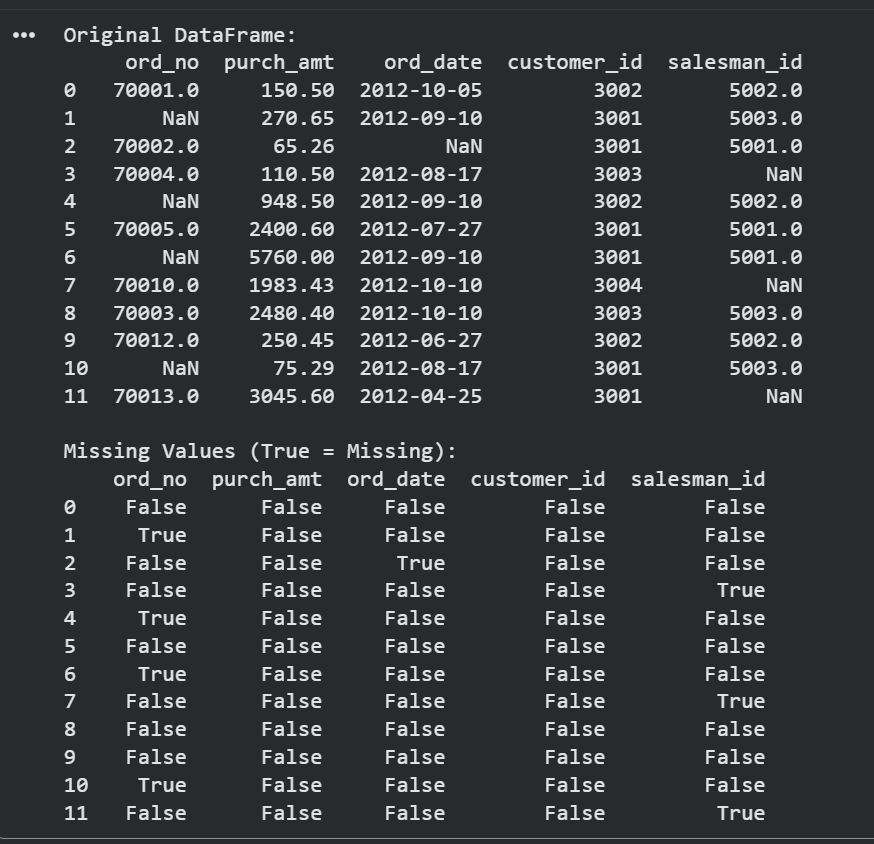 Original DataFrame:
     ord_no  purch_amt    ord_date  customer_id  salesman_id
0   70001.0     150.50  2012-10-05         3002       5002.0
1       NaN     270.65  2012-09-10         3001       5003.0
2   70002.0      65.26         NaN         3001       5001.0
3   70004.0     110.50  2012-08-17         3003          NaN
4       NaN     948.50  2012-09-10         3002       5002.0
5   70005.0    2400.60  2012-07-27         3001       5001.0
6       NaN    5760.00  2012-09-10         3001       5001.0
7   70010.0    1983.43  2012-10-10         3004          NaN
8   70003.0    2480.40  2012-10-10         3003       5003.0
9   70012.0     250.45  2012-06-27         3002       5002.0
10      NaN      75.29  2012-08-17         3001       5003.0
11  70013.0    3045.60  2012-04-25         3001          NaN
Missing Values (True = Missing):
    ord_no  purch_amt  ord_date  customer_id  salesman_id
0    False      False     False        False        False
1     True      False     False        False        False
2    False      False      True        False        False
3    False      False     False        False         True
4     True      False     False        False        False
5    False      False     False        False        False
6     True      False     False        False        False
7    False      False     False        False         True
8    False      False     False        False        False
9    False      False     False        False        False
10    True      False     False        False        False
11   False      False     False        False         True